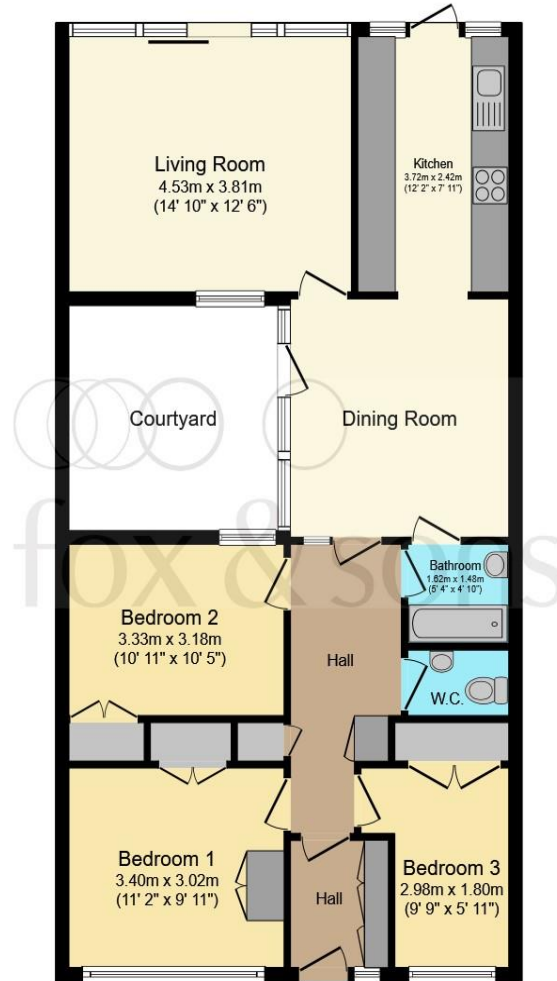 Living Room
4.53m x 3.81m
(14' 10" x 12' 6")
Kitchen
3.72m x 2.42m
(12' 2" x 7' 11")
Courtyard
Dining Room
fox & sons
Bathroom
1.62m x 1.48m
(5' 4" x 4' 10")
Bedroom 2
3.33m x 3.18m
(10' 11" x 10' 5")
Hall
W.C.
Bedroom 1
3.40m x 3.02m
(11' 2" x 9' 11")
Hall
Bedroom 3
2.98m x 1.80m
(9' 9" x 5' 11")